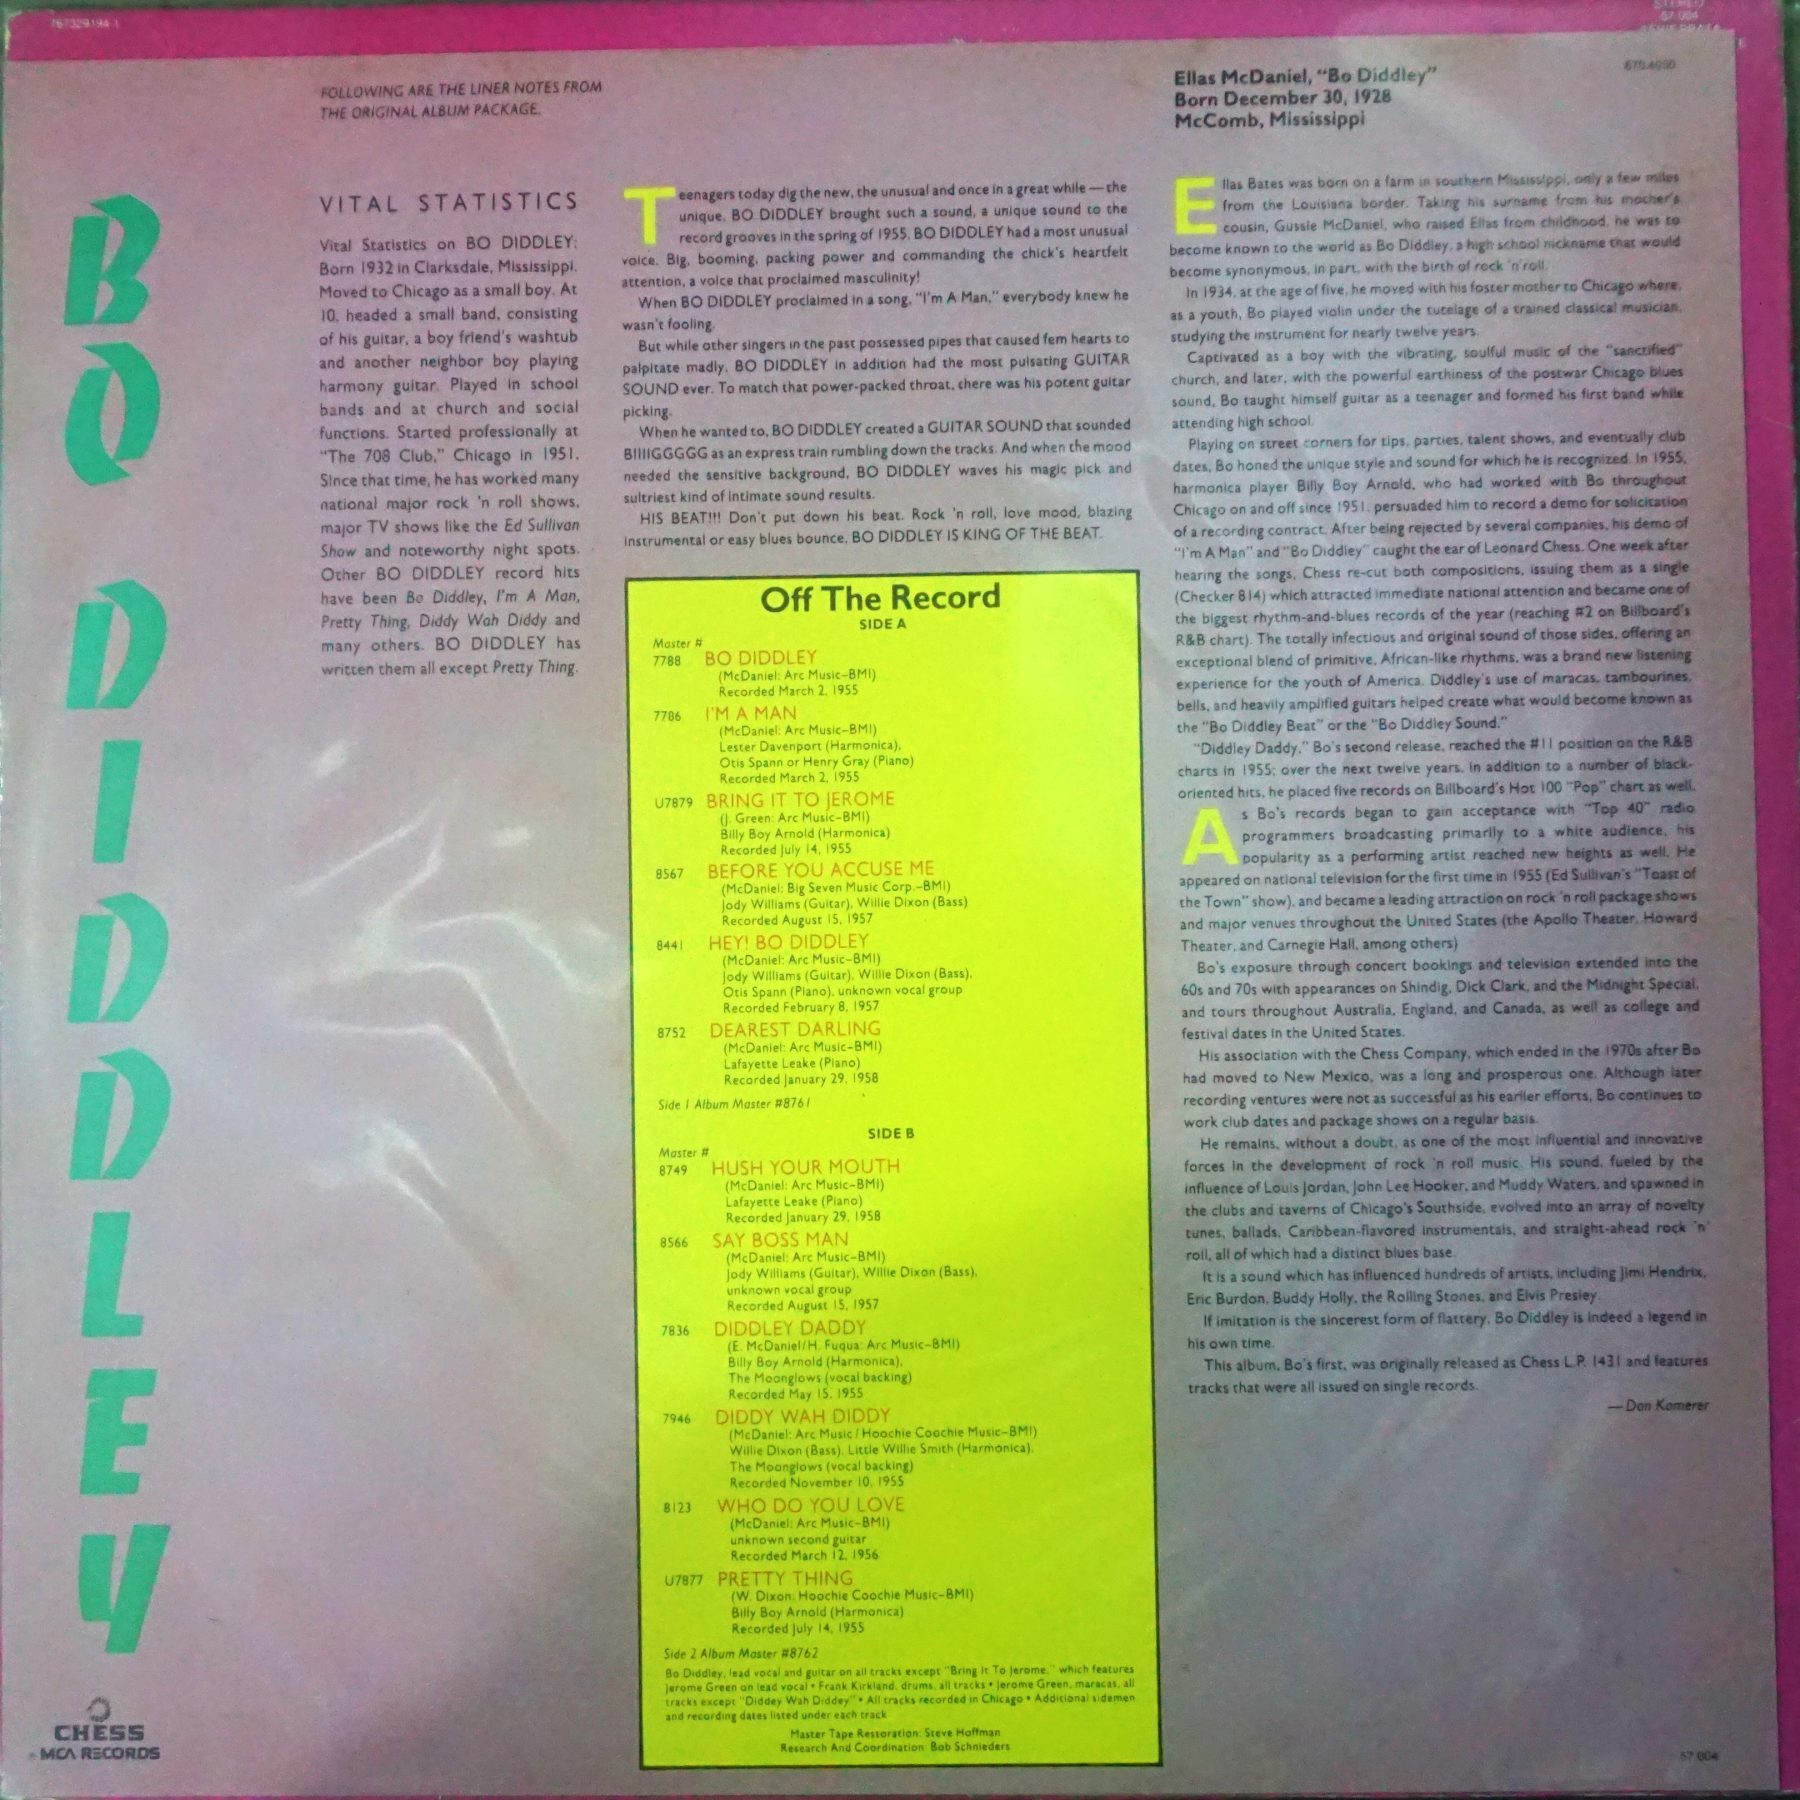 767329194 1
STEREO
57 004
FOLLOWING ARE THE LINER NOTES FROM
THE ORIGINAL ALBUM PACKAGE.
BO DIDDLEY
VITAL STATISTICS
Vital Statistics on BO DIDDLEY:
Born 1932 in Clarksdale, Mississippi.
Moved to Chicago as a small boy. At
10, headed a small band, consisting
of his guitar, a boy friend's washtub
and another neighbor boy playing
harmony guitar. Played in school
bands and at church and social
functions. Started professionally at
"The 708 Club," Chicago in 1951.
Since that time, he has worked many
national major rock 'n roll shows,
major TV shows like the Ed Sullivan
Show and noteworthy night spots.
Other BO DIDDLEY record hits
have been Bo Diddley, I'm A Man,
Pretty Thing, Diddy Wah Diddy and
many others. BO DIDDLEY has
written them all except Pretty Thing.
CHESS
MCA RECORDS
Teenagers today dig the new, the unusual and once in a great while — the
unique. BO DIDDLEY brought such a sound, a unique sound to the
record grooves in the spring of 1955. BO DIDDLEY had a most unusual
voice. Big, booming, packing power and commanding the chick's heartfelt
attention, a voice that proclaimed masculinity!
When BO DIDDLEY proclaimed in a song, "I'm A Man," everybody knew he
wasn't fooling.
But while other singers in the past possessed pipes that caused fem hearts to
palpitate madly, BO DIDDLEY in addition had the most pulsating GUITAR
SOUND ever. To match that power-packed throat, there was his potent guitar
picking.
When he wanted to, BO DIDDLEY created a GUITAR SOUND that sounded
BIIIIGGGGG as an express train rumbling down the tracks. And when the mood
needed the sensitive background, BO DIDDLEY waves his magic pick and
sultriest kind of intimate sound results.
HIS BEAT!!! Don't put down his beat. Rock 'n roll, love mood, blazing
instrumental or easy blues bounce, BO DIDDLEY IS KING OF THE BEAT.
Off The Record
SIDE A
Master #
7788 BO DIDDLEY
(McDaniel: Arc Music–BMI)
Recorded March 2, 1955
7786 I'M A MAN
(McDaniel: Arc Music–BMI)
Lester Davenport (Harmonica),
Otis Spann or Henry Gray (Piano)
Recorded March 2, 1955
U7879 BRING IT TO JEROME
(J. Green: Arc Music–BMI)
Billy Boy Arnold (Harmonica)
Recorded July 14, 1955
8567 BEFORE YOU ACCUSE ME
(McDaniel: Big Seven Music Corp.–BMI)
Jody Williams (Guitar), Willie Dixon (Bass)
Recorded August 15, 1957
8441 HEY! BO DIDDLEY
(McDaniel: Arc Music–BMI)
Jody Williams (Guitar), Willie Dixon (Bass),
Otis Spann (Piano), unknown vocal group
Recorded February 8, 1957
8752 DEAREST DARLING
(McDaniel: Arc Music–BMI)
Lafayette Leake (Piano)
Recorded January 29, 1958
Side 1 Album Master #8761
SIDE B
Master #
8749 HUSH YOUR MOUTH
(McDaniel: Arc Music–BMI)
Lafayette Leake (Piano)
Recorded January 29, 1958
8566 SAY BOSS MAN
(McDaniel: Arc Music–BMI)
Jody Williams (Guitar), Willie Dixon (Bass),
unknown vocal group
Recorded August 15, 1957
7836 DIDDLEY DADDY
(E. McDaniel/H. Fuqua: Arc Music–BMI)
Billy Boy Arnold (Harmonica),
The Moonglows (vocal backing)
Recorded May 15, 1955
7946 DIDDY WAH DIDDY
(McDaniel: Arc Music/Hoochie Coochie Music–BMI)
Willie Dixon (Bass), Little Willie Smith (Harmonica),
The Moonglows (vocal backing)
Recorded November 10, 1955
8123 WHO DO YOU LOVE
(McDaniel: Arc Music–BMI)
unknown second guitar
Recorded March 12, 1956
U7877 PRETTY THING
(W. Dixon: Hoochie Coochie Music–BMI)
Billy Boy Arnold (Harmonica)
Recorded July 14, 1955
Side 2 Album Master #8762
Bo Diddley, lead vocal and guitar on all tracks except "Bring It To Jerome," which features
Jerome Green on lead vocal • Frank Kirkland, drums, all tracks • Jerome Green, maracas, all
tracks except "Diddey Wah Diddey" • All tracks recorded in Chicago • Additional sidemen
and recording dates listed under each track
Master Tape Restoration: Steve Hoffman
Research And Coordination: Bob Schnieders
Ellas McDaniel, "Bo Diddley"
Born December 30, 1928
McComb, Mississippi
Ellas Bates was born on a farm in southern Mississippi, only a few miles
from the Louisiana border. Taking his surname from his mother's
cousin, Gussie McDaniel, who raised Ellas from childhood, he was to
become known to the world as Bo Diddley, a high school nickname that would
become synonymous, in part, with the birth of rock 'n' roll.
In 1934, at the age of five, he moved with his foster mother to Chicago where,
as a youth, Bo played violin under the tutelage of a trained classical musician,
studying the instrument for nearly twelve years.
Captivated as a boy with the vibrating, soulful music of the "sanctified"
church, and later, with the powerful earthiness of the postwar Chicago blues
sound, Bo taught himself guitar as a teenager and formed his first band while
attending high school.
Playing on street corners for tips, parties, talent shows, and eventually club
dates, Bo honed the unique style and sound for which he is recognized. In 1955,
harmonica player Billy Boy Arnold, who had worked with Bo throughout
Chicago on and off since 1951, persuaded him to record a demo for solicitation
of a recording contract. After being rejected by several companies, his demo of
"I'm A Man" and "Bo Diddley" caught the ear of Leonard Chess. One week after
hearing the songs, Chess re-cut both compositions, issuing them as a single
(Checker 814) which attracted immediate national attention and became one of
the biggest rhythm-and-blues records of the year (reaching #2 on Billboard's
R&B chart). The totally infectious and original sound of those sides, offering an
exceptional blend of primitive, African-like rhythms, was a brand new listening
experience for the youth of America. Diddley's use of maracas, tambourines,
bells, and heavily amplified guitars helped create what would become known as
the "Bo Diddley Beat" or the "Bo Diddley Sound."
"Diddley Daddy," Bo's second release, reached the #11 position on the R&B
charts in 1955; over the next twelve years, in addition to a number of black-
oriented hits, he placed five records on Billboard's Hot 100 "Pop" chart as well.
As Bo's records began to gain acceptance with "Top 40" radio
programmers broadcasting primarily to a white audience, his
popularity as a performing artist reached new heights as well. He
appeared on national television for the first time in 1955 (Ed Sullivan's "Toast of
the Town" show), and became a leading attraction on rock 'n roll package shows
and major venues throughout the United States (the Apollo Theater, Howard
Theater, and Carnegie Hall, among others)
Bo's exposure through concert bookings and television extended into the
60s and 70s with appearances on Shindig, Dick Clark, and the Midnight Special,
and tours throughout Australia, England, and Canada, as well as college and
festival dates in the United States.
His association with the Chess Company, which ended in the 1970s after Bo
had moved to New Mexico, was a long and prosperous one. Although later
recording ventures were not as successful as his earlier efforts, Bo continues to
work club dates and package shows on a regular basis.
He remains, without a doubt, as one of the most influential and innovative
forces in the development of rock 'n roll music. His sound, fueled by the
influence of Louis Jordan, John Lee Hooker, and Muddy Waters, and spawned in
the clubs and taverns of Chicago's Southside, evolved into an array of novelty
tunes, ballads, Caribbean-flavored instrumentals, and straight-ahead rock 'n'
roll, all of which had a distinct blues base.
It is a sound which has influenced hundreds of artists, including Jimi Hendrix,
Eric Burdon, Buddy Holly, the Rolling Stones, and Elvis Presley.
If imitation is the sincerest form of flattery, Bo Diddley is indeed a legend in
his own time.
This album, Bo's first, was originally released as Chess L.P. 1431 and features
tracks that were all issued on single records.
—Don Kamerer
57 004